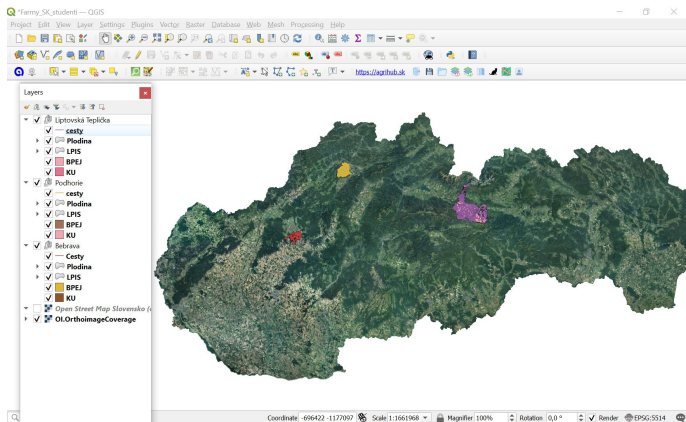 *Farmy_SK_studenti — QGIS
Project Edit View Layer Settings Plugins Vector Raster Database Web Mesh Processing Help
https://agrihub.sk
Layers
Liptovská Teplička
cesty
Plodina
LPIS
BPEJ
KU
Podhorie
cesty
Plodina
LPIS
BPEJ
KU
Bebrava
Cesty
Plodina
LPIS
BPEJ
KU
Open Street Map Slovensko (
OI.OrthoimageCoverage
Coordinate -696422 -1177097 Scale 1:1661968 Magnifier 100% Rotation 0,0 ° Render EPSG:5514